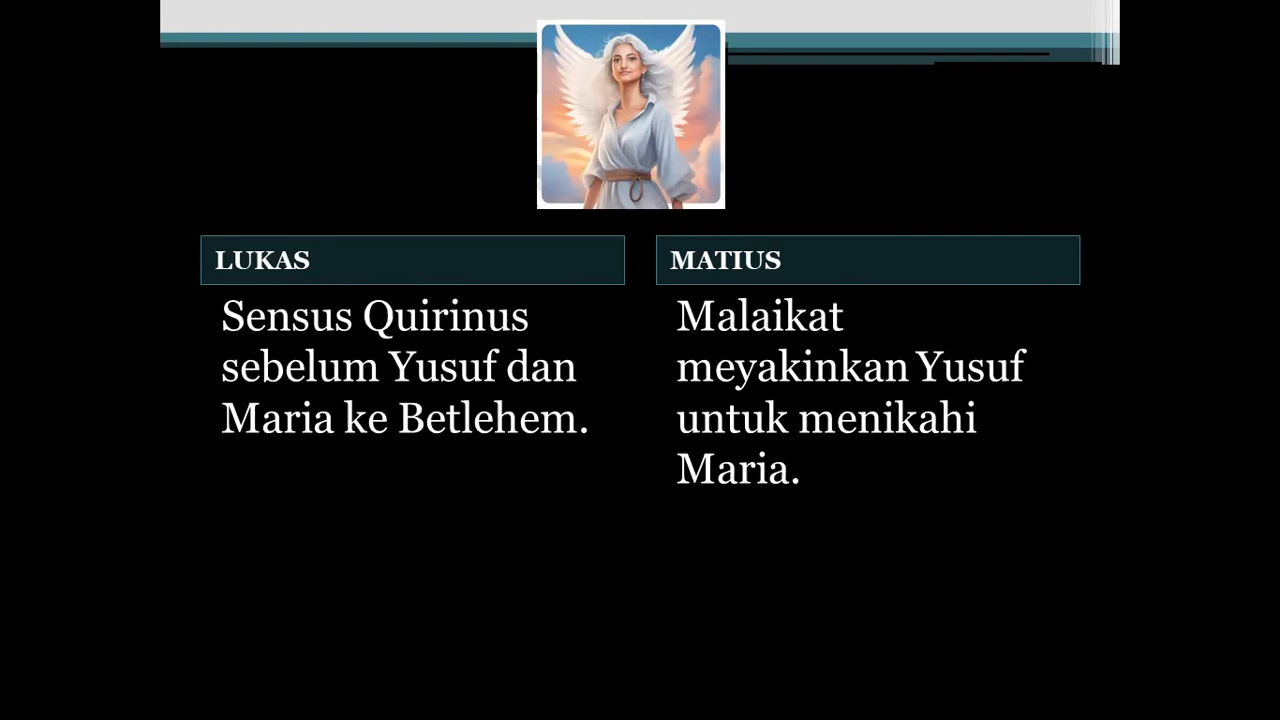 LUKAS
Sensus Quirinus
sebelum Yusuf dan
Maria ke Betlehem.
MATIUS
Malaikat
meyakinkan Yusuf
untuk menikahi
Maria.